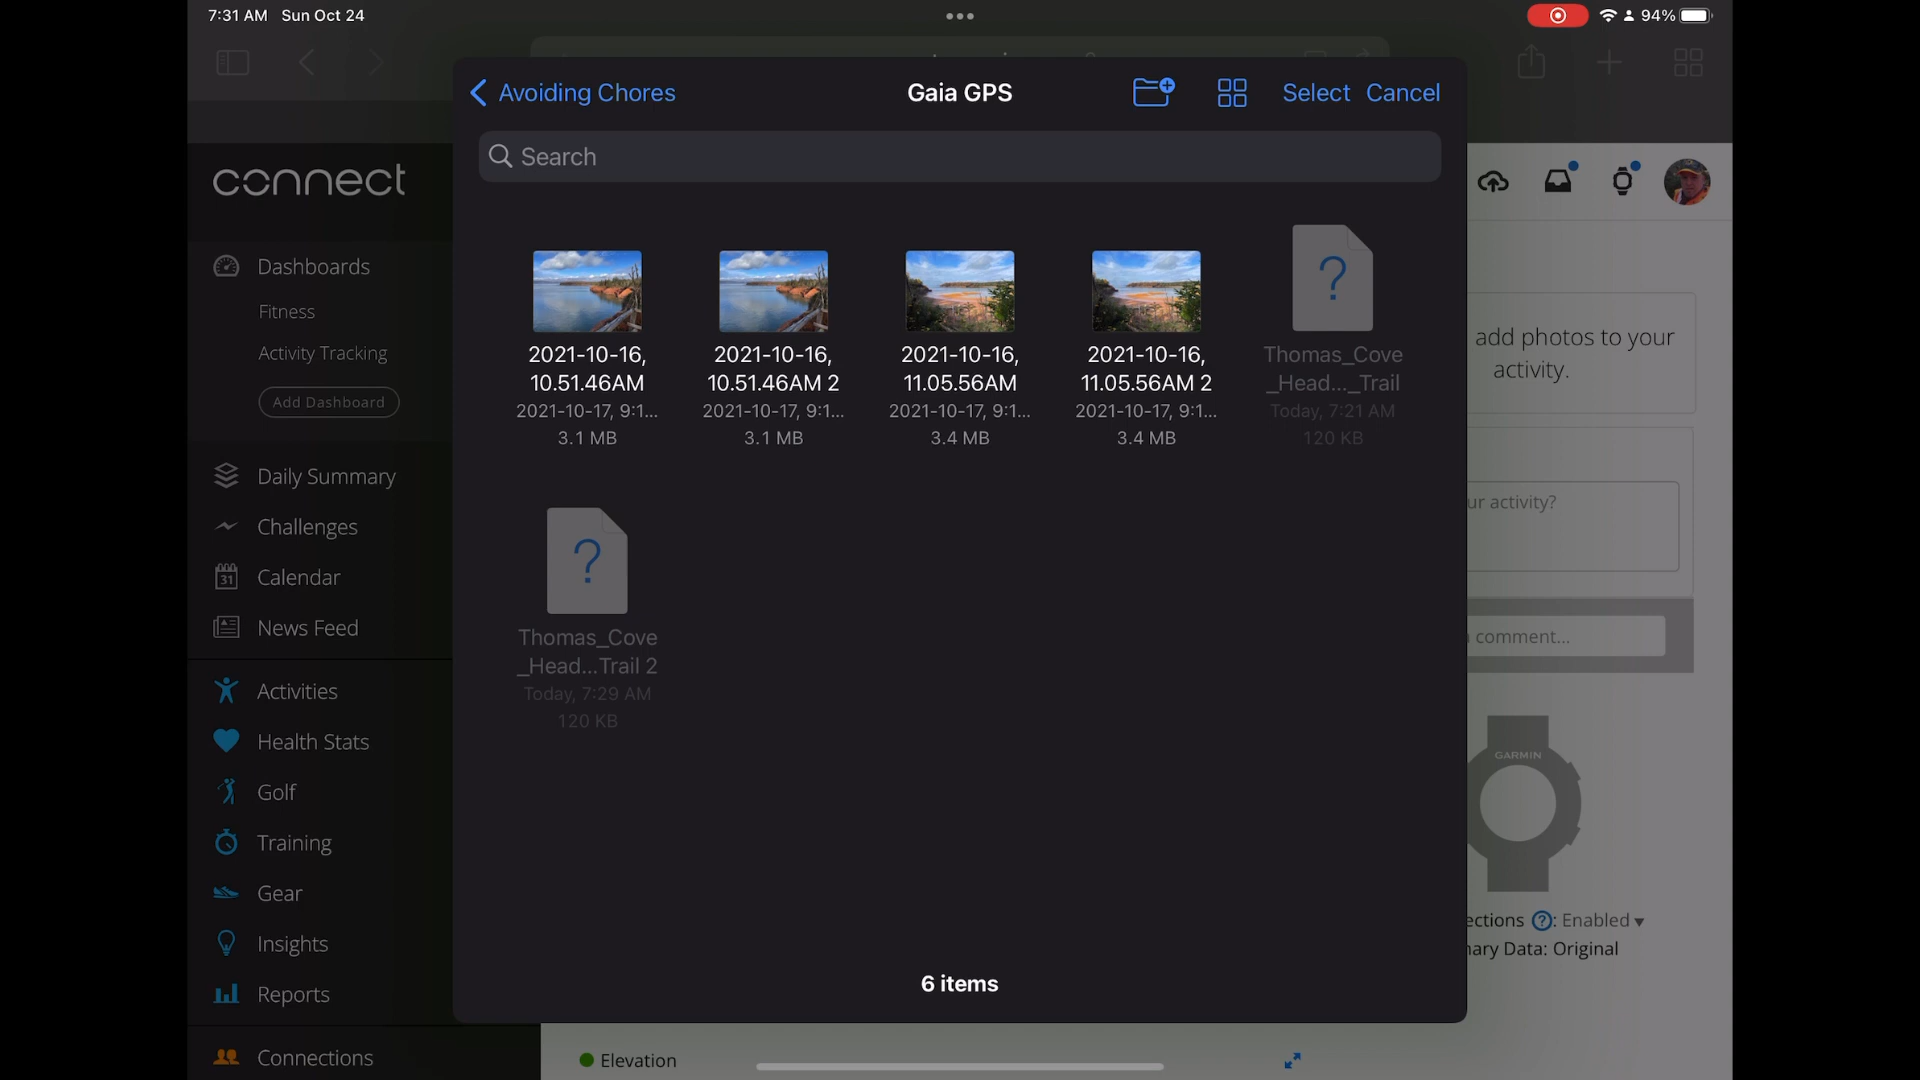 7:31 AM Sun Oct 24
94%
Avoiding Chores
Gaia GPS
Select Cancel
Search
connect
Dashboards
Fitness
Activity Tracking
Add Dashboard
Daily Summary
Challenges
31
Calendar
News Feed
Activities
Health Stats
Golf
Training
Gear
Insights
Reports
Connections
2021-10-16,
10.51.46AM
2021-10-17, 9:1...
3.1 MB
2021-10-16,
10.51.46AM 2
2021-10-17, 9:1...
3.1 MB
2021-10-16,
11.05.56AM
2021-10-17, 9:1...
3.4 MB
2021-10-16,
11.05.56AM 2
2021-10-17, 9:1...
3.4 MB
?
Thomas_Cove
_Head..._Trail
Today, 7:21 AM
120 KB
?
Thomas_Cove
_Head...Trail 2
Today, 7:29 AM
120 KB
6 items
add photos to your
activity.
ur activity?
comment...
GARMIN
ections ?: Enabled
ary Data: Original
Elevation